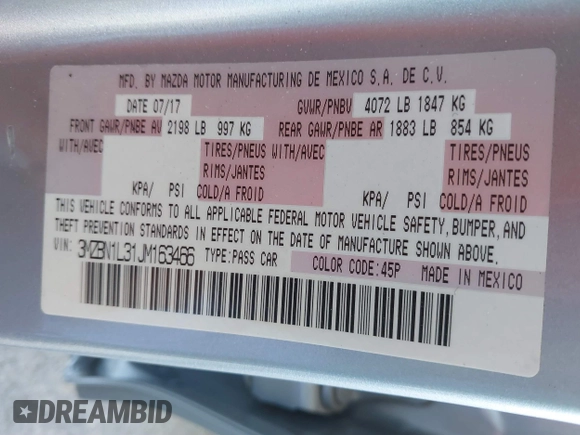 MFD. BY MAZDA MOTOR MANUFACTURING DE MEXICO S.A. DE C.V.
DATE 07/17 GVWR/PNBV 4072 LB 1847 KG
FRONT GAWR/PNBE AV 2198 LB 997 KG REAR GAWR/PNBE AR 1883 LB 854 KG
WITH/AVEC TIRES/PNEUS WITH/AVEC TIRES/PNEUS
RIMS/JANTES RIMS/JANTES
KPA/ PSI COLD/A FROID KPA/ PSI COLD/A FROID
THIS VEHICLE CONFORMS TO ALL APPLICABLE FEDERAL MOTOR VEHICLE SAFETY, BUMPER, AND
THEFT PREVENTION STANDARDS IN EFFECT ON THE DATE OF MANUFACTURE SHOWN ABOVE.
VIN: 3MZBN1L31JM163466 TYPE: PASS CAR COLOR CODE: 45P MADE IN MEXICO
DREAMBID